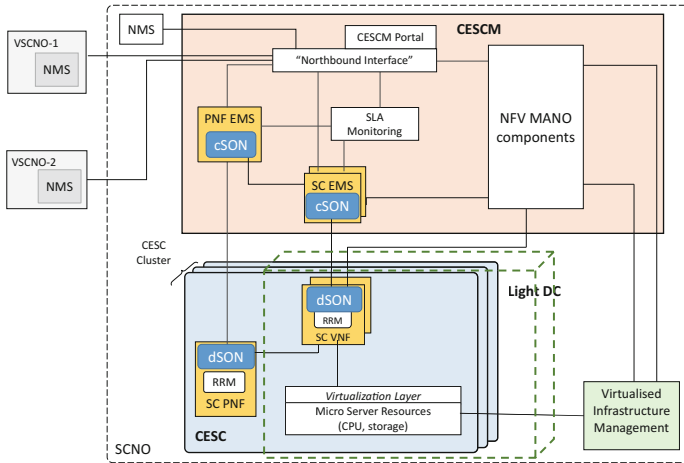 VSCNO-1
NMS
NMS
CESCM
CESCM Portal
“Northbound Interface”
VSCNO-2
NMS
PNF EMS
cSON
SLA
Monitoring
NFV MANO
components
SC EMS
cSON
CESC
Cluster
Light DC
dSON
RRM
SC VNF
dSON
RRM
SC PNF
Virtualization Layer
Micro Server Resources
(CPU, storage)
Virtualised
Infrastructure
Management
CESC
SCNO